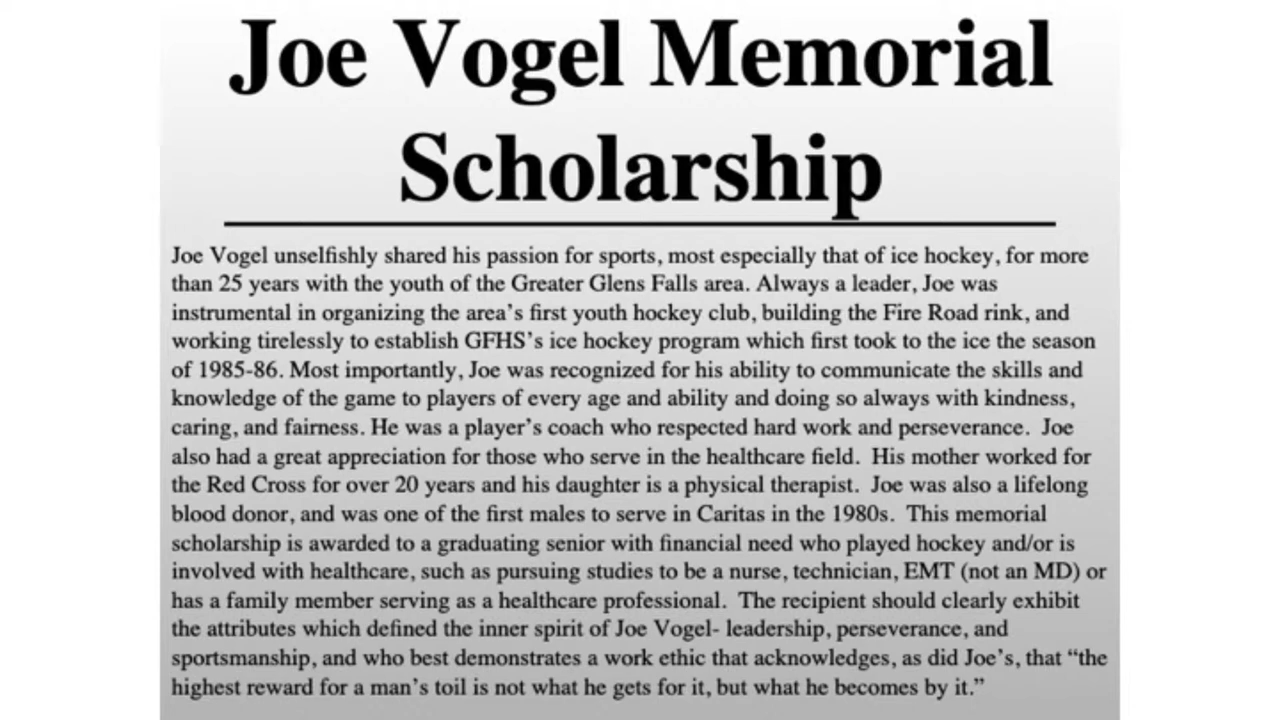 Joe Vogel Memorial
Scholarship
Joe Vogel unselfishly shared his passion for sports, most especially that of ice hockey, for more
than 25 years with the youth of the Greater Glens Falls area. Always a leader, Joe was
instrumental in organizing the area’s first youth hockey club, building the Fire Road rink, and
working tirelessly to establish GFHS’s ice hockey program which first took to the ice the season
of 1985-86. Most importantly, Joe was recognized for his ability to communicate the skills and
knowledge of the game to players of every age and ability and doing so always with kindness,
caring, and fairness. He was a player’s coach who respected hard work and perseverance.  Joe
also had a great appreciation for those who serve in the healthcare field.  His mother worked for
the Red Cross for over 20 years and his daughter is a physical therapist.  Joe was also a lifelong
blood donor, and was one of the first males to serve in Caritas in the 1980s.  This memorial
scholarship is awarded to a graduating senior with financial need who played hockey and/or is
involved with healthcare, such as pursuing studies to be a nurse, technician, EMT (not an MD) or
has a family member serving as a healthcare professional.  The recipient should clearly exhibit
the attributes which defined the inner spirit of Joe Vogel- leadership, perseverance, and
sportsmanship, and who best demonstrates a work ethic that acknowledges, as did Joe’s, that “the
highest reward for a man’s toil is not what he gets for it, but what he becomes by it.”